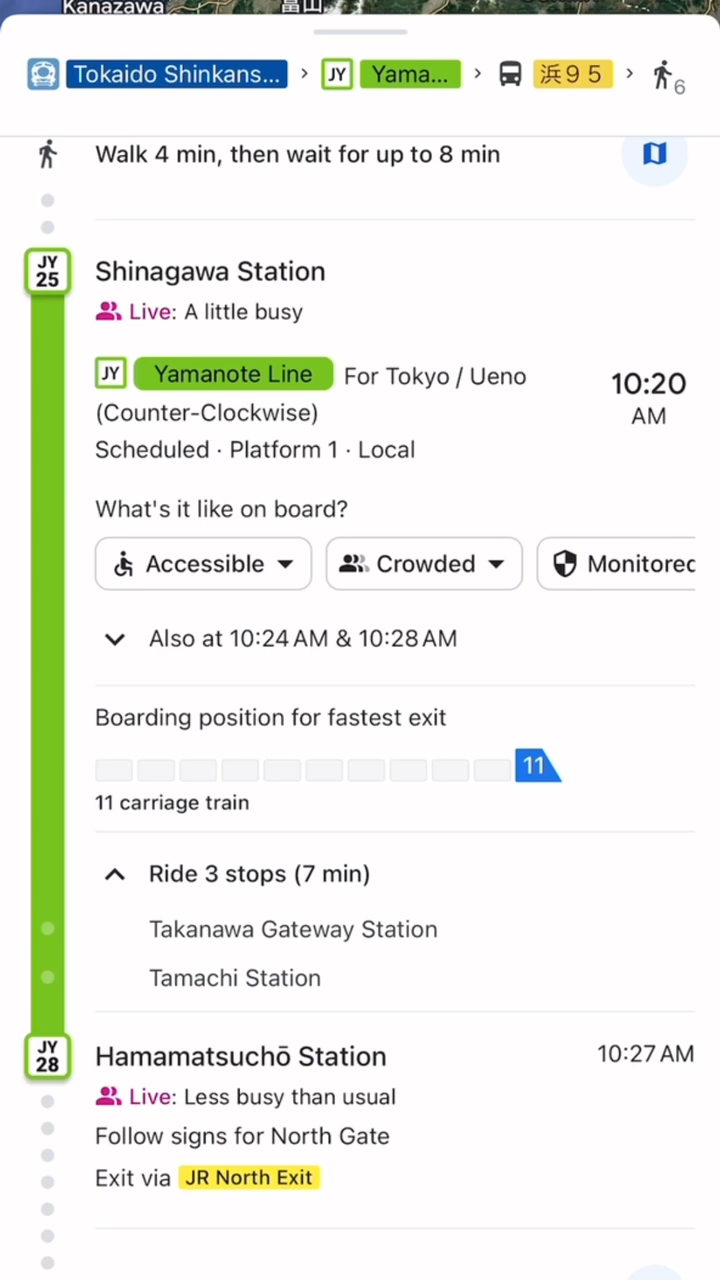 Kanazawa
富山
Tokaido Shinkans...
JY Yama...
浜９５
6
Walk 4 min, then wait for up to 8 min
JY
25
Shinagawa Station
Live: A little busy
JY Yamanote Line For Tokyo / Ueno
(Counter-Clockwise)
10:20
AM
Scheduled · Platform 1 · Local
What's it like on board?
Accessible
Crowded
Monitored
Also at 10:24 AM & 10:28 AM
Boarding position for fastest exit
11
11 carriage train
Ride 3 stops (7 min)
Takanawa Gateway Station
Tamachi Station
JY
28
Hamamatsuchō Station
10:27 AM
Live: Less busy than usual
Follow signs for North Gate
Exit via JR North Exit